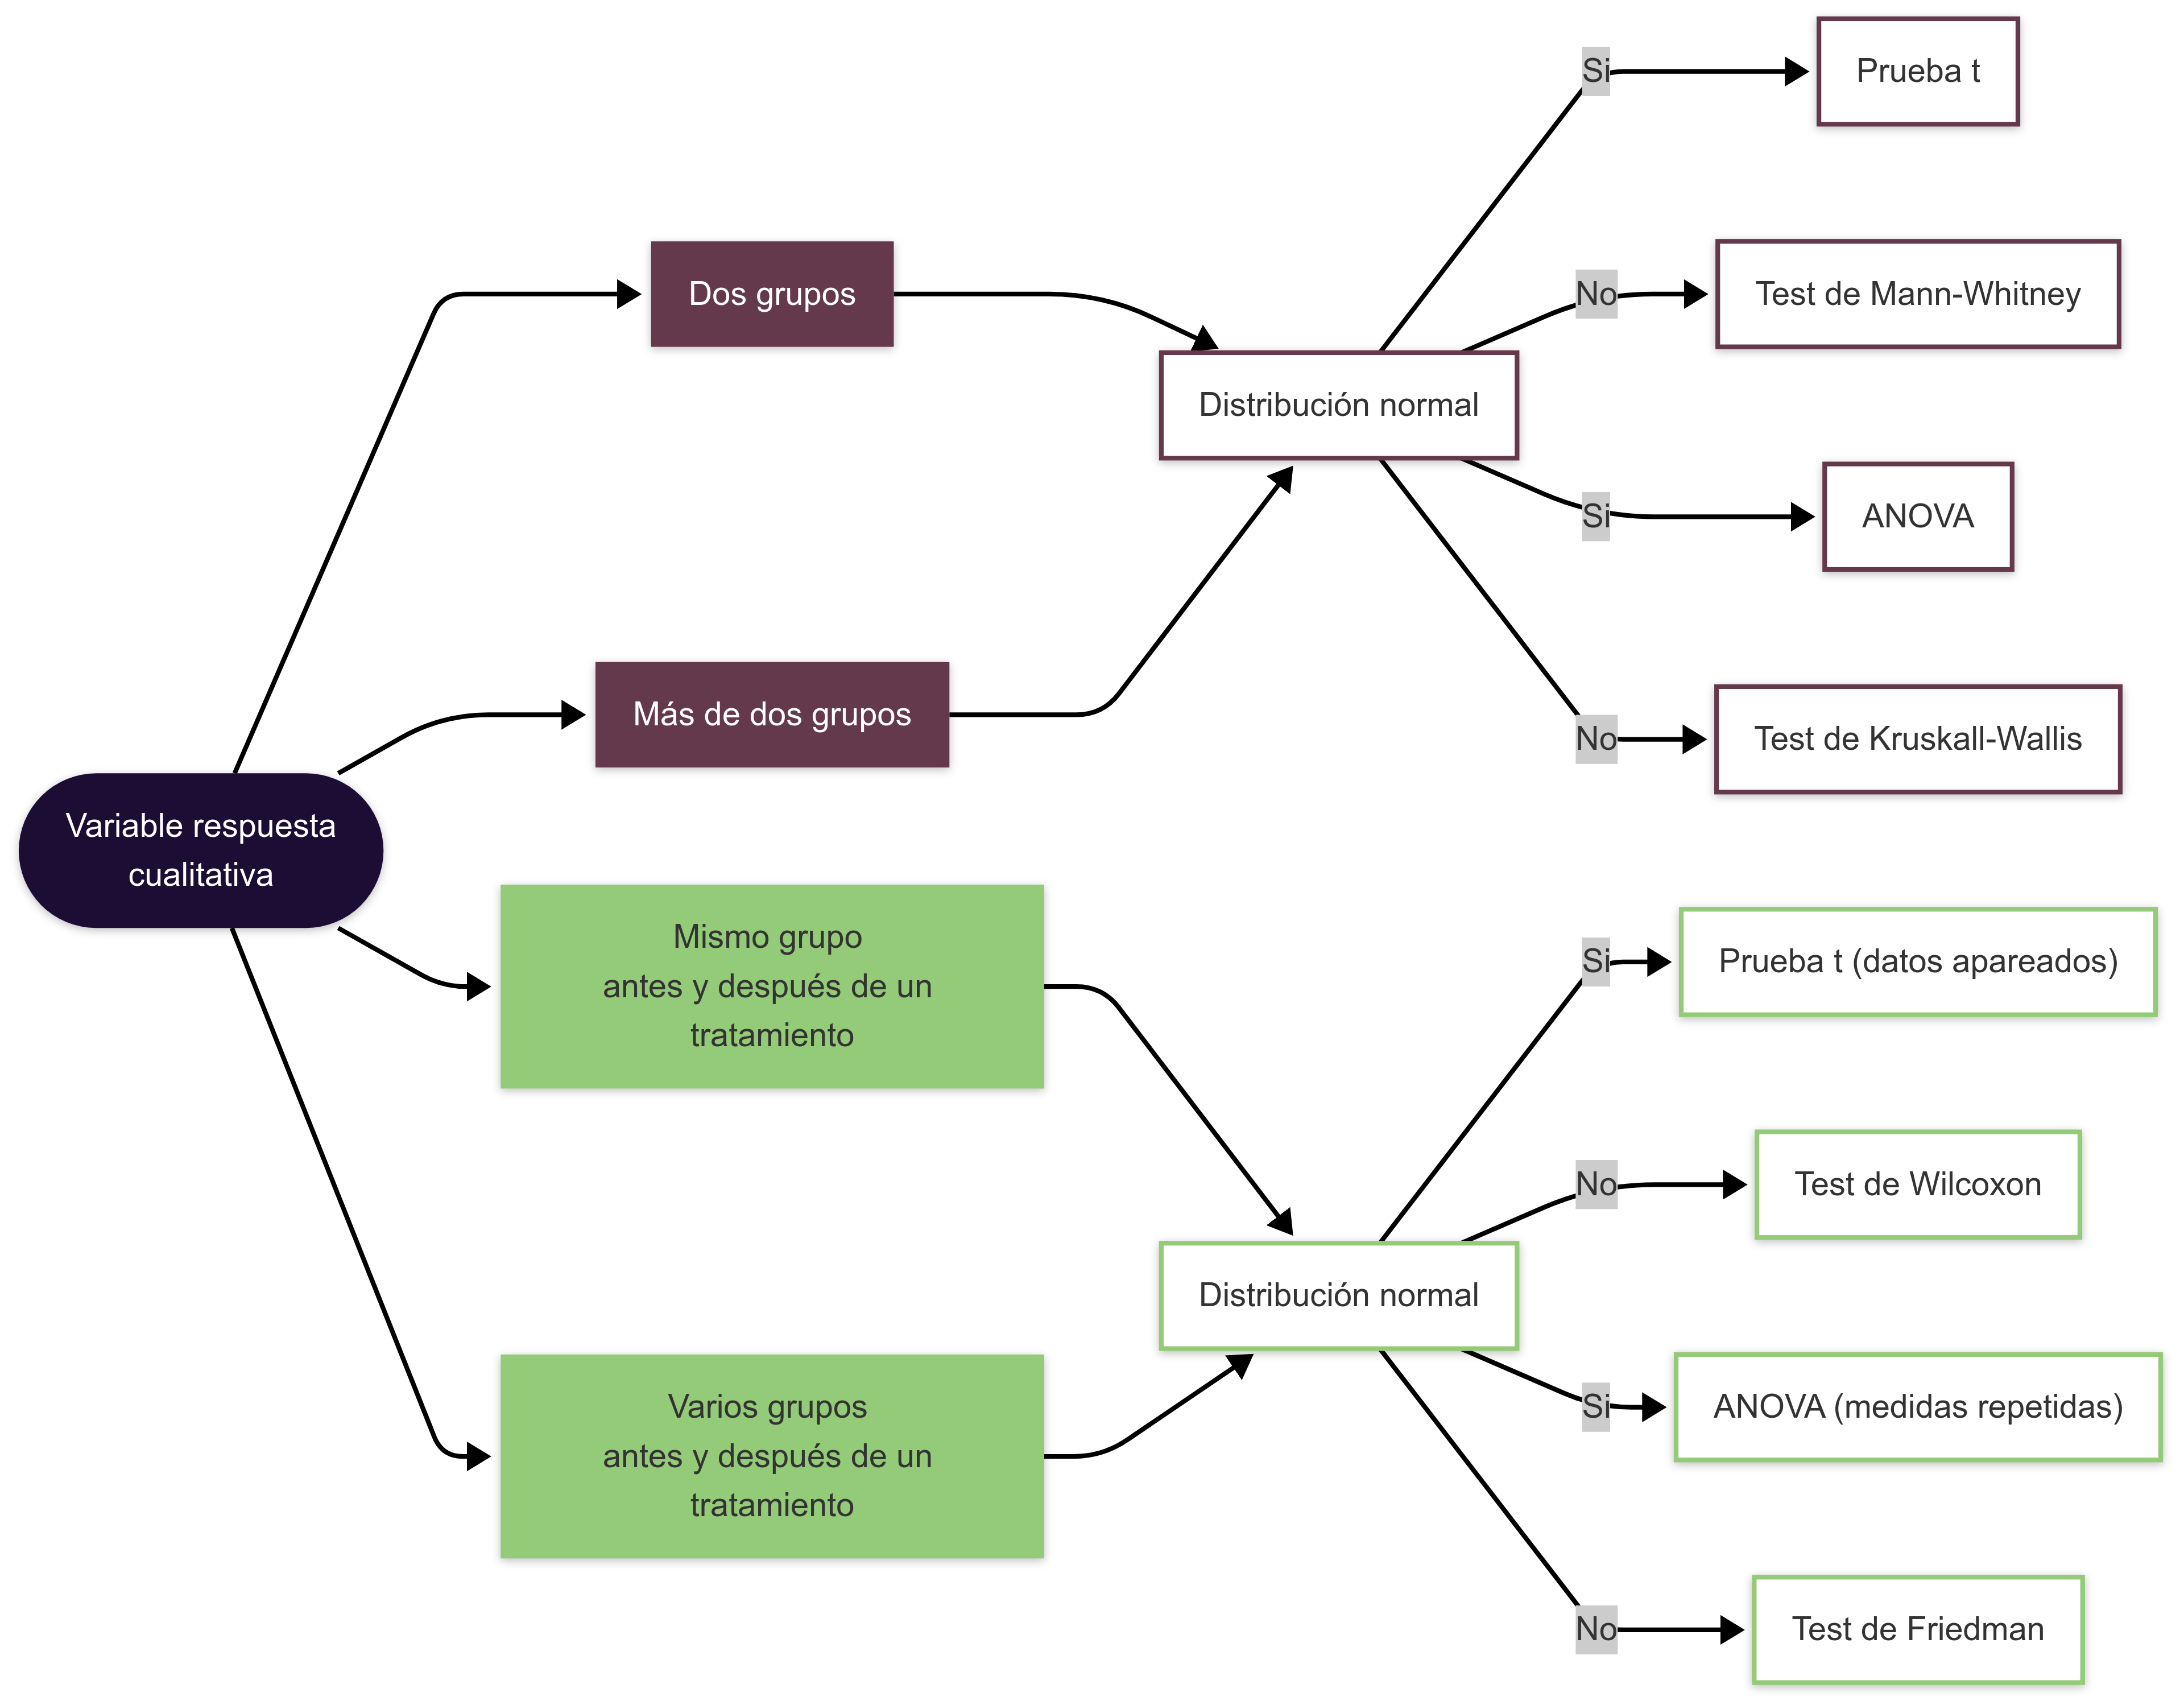 Variable respuesta
cualitativa
Dos grupos
Más de dos grupos
Mismo grupo
antes y después de un
tratamiento
Varios grupos
antes y después de un
tratamiento
Distribución normal
Si
Prueba t
No
Test de Mann-Whitney
Si
ANOVA
No
Test de Kruskall-Wallis
Distribución normal
Si
Prueba t (datos apareados)
No
Test de Wilcoxon
Si
ANOVA (medidas repetidas)
No
Test de Friedman